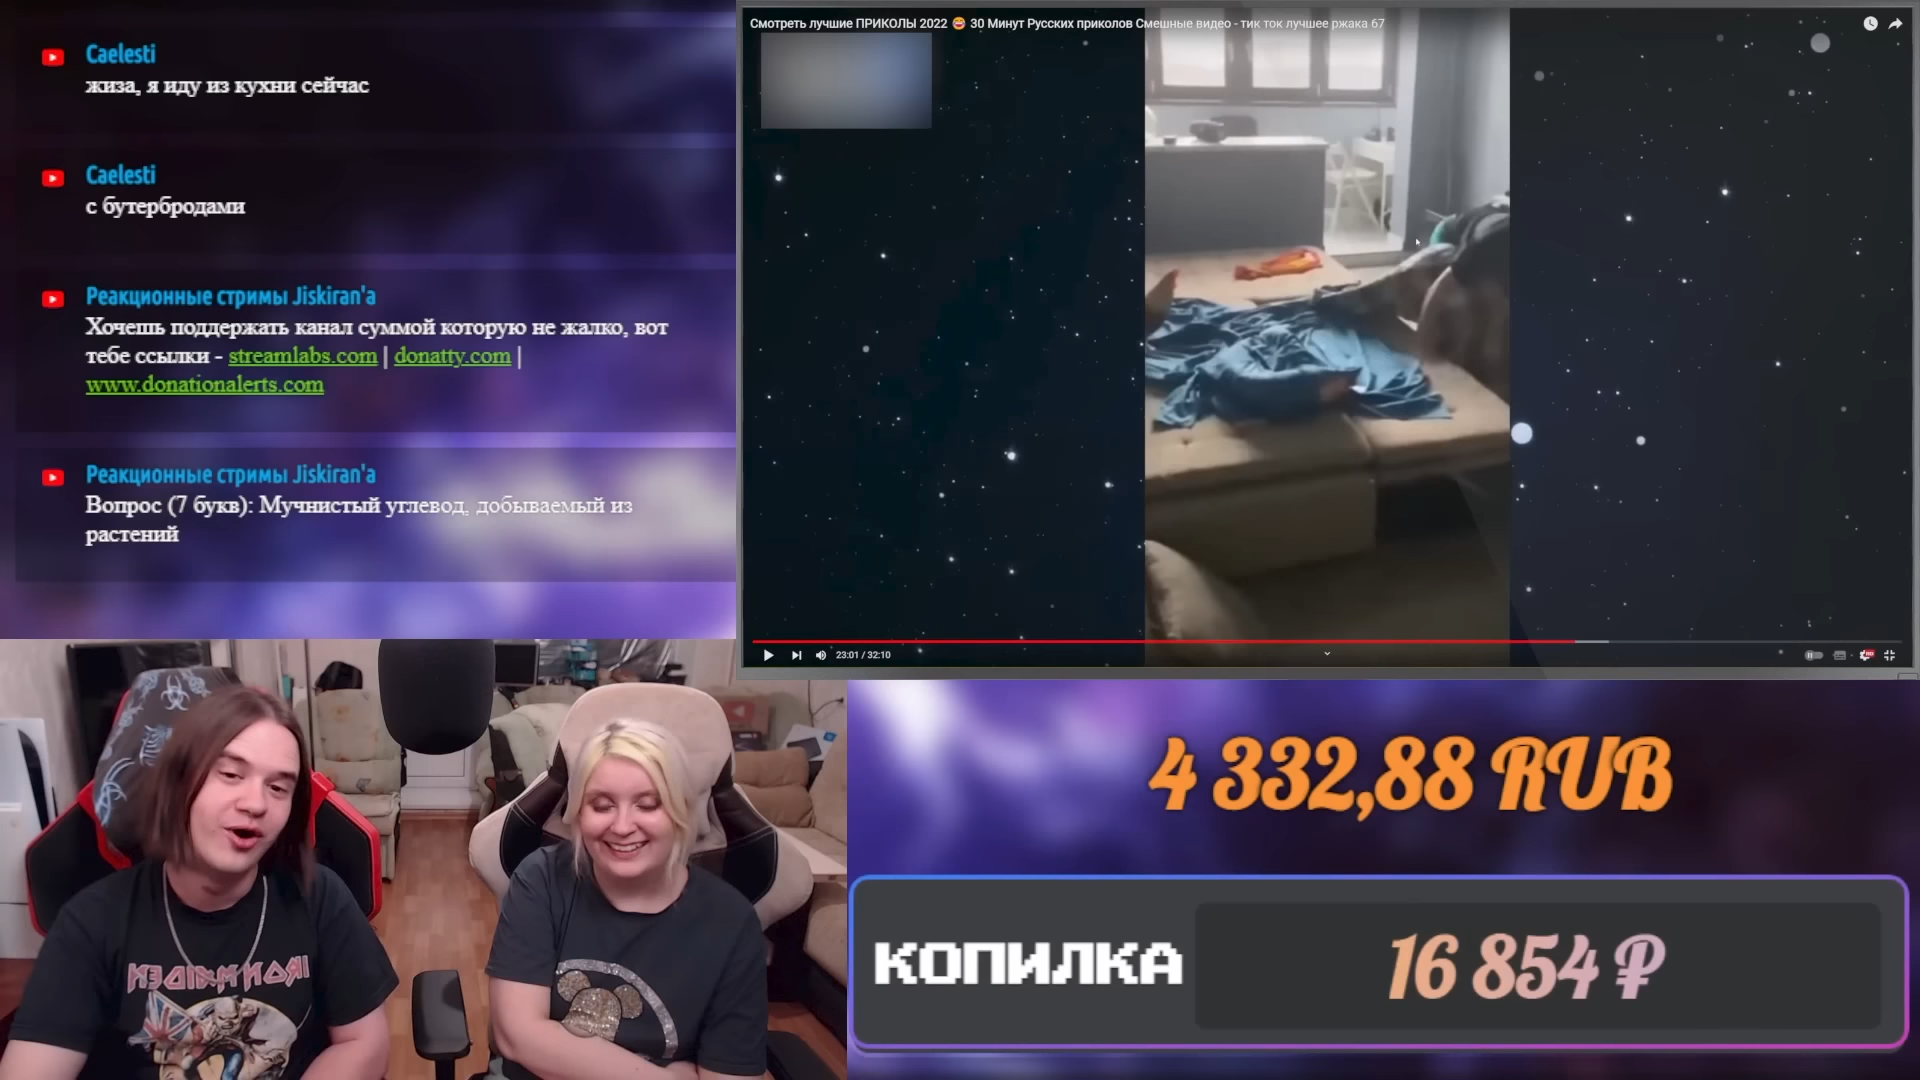 Caelesti
жиза, я иду из кухни сейчас
Caelesti
с бутербродами
Реакционные стримы Jiskiran'a
Хочешь поддержать канал суммой которую не жалко, вот
тебе ссылки - streamlabs.com | donatty.com |
www.donationalerts.com
Реакционные стримы Jiskiran'a
Вопрос (7 букв): Мучнистый углевод, добываемый из
растений
Смотреть лучшие ПРИКОЛЫ 2022 😁 30 Минут Русских приколов Смешные видео - тик ток лучшее ржака 67
23:01 / 32:10
IRON MAIDEN
4 332,88 RUB
КОПИЛКА
16 854 ₽